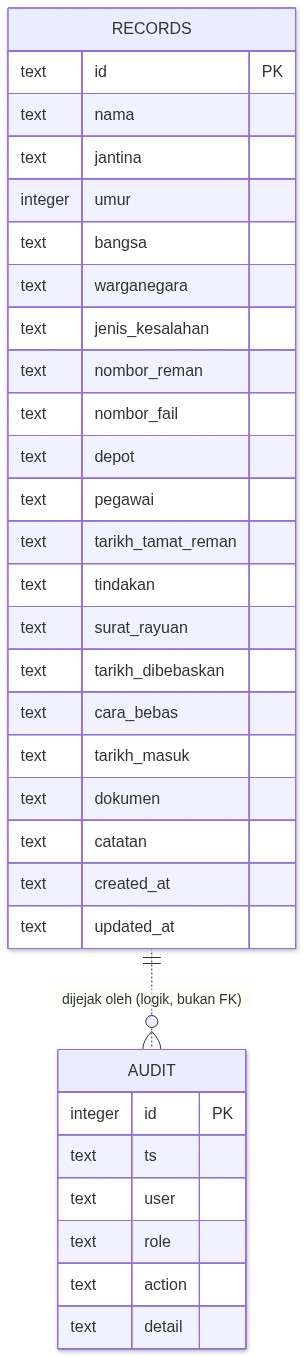 RECORDS
text id PK
text nama
text jantina
integer umur
text bangsa
text warganegara
text jenis_kesalahan
text nombor_reman
text nombor_fail
text depot
text pegawai
text tarikh_tamat_reman
text tindakan
text surat_rayuan
text tarikh_dibebaskan
text cara_bebas
text tarikh_masuk
text dokumen
text catatan
text created_at
text updated_at
dijejak oleh (logik, bukan FK)
AUDIT
integer id PK
text ts
text user
text role
text action
text detail